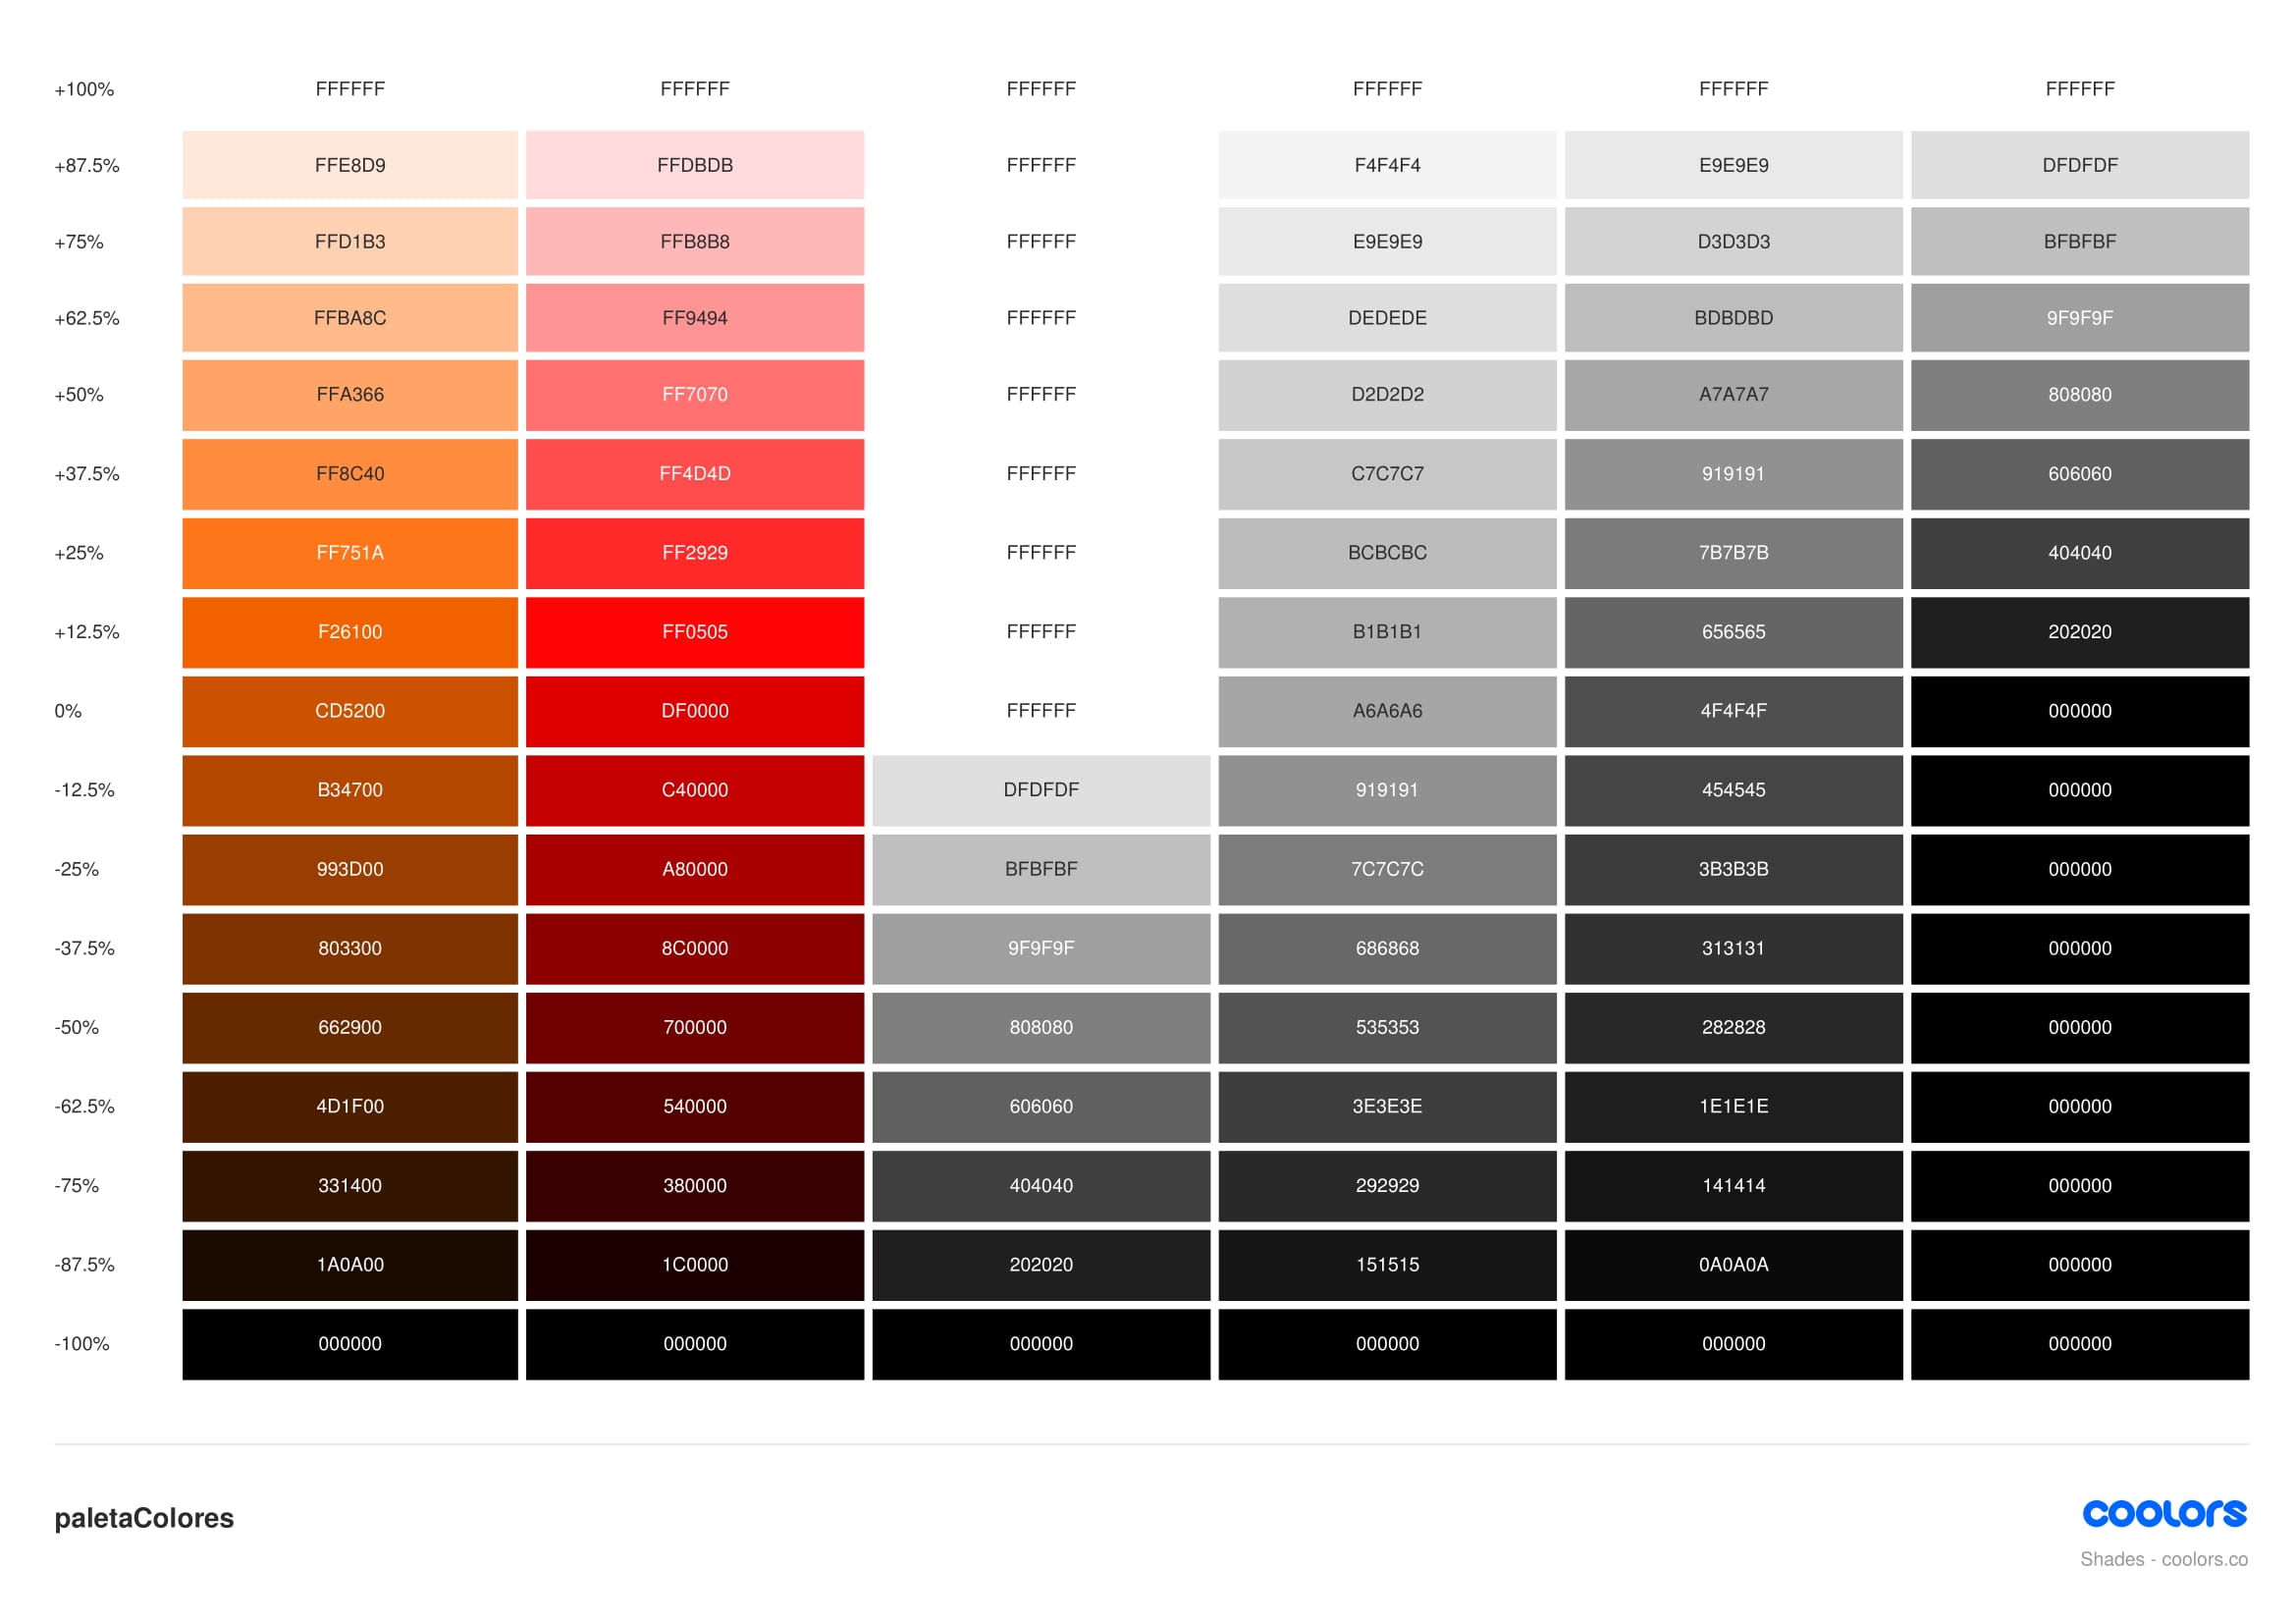 +100% FFFFFF FFFFFF FFFFFF FFFFFF FFFFFF FFFFFF
+87.5% FFE8D9 FFDBDB FFFFFF F4F4F4 E9E9E9 DFDFDF
+75% FFD1B3 FFB8B8 FFFFFF E9E9E9 D3D3D3 BFBFBF
+62.5% FFBA8C FF9494 FFFFFF DEDEDE BDBDBD 9F9F9F
+50% FFA366 FF7070 FFFFFF D2D2D2 A7A7A7 808080
+37.5% FF8C40 FF4D4D FFFFFF C7C7C7 919191 606060
+25% FF751A FF2929 FFFFFF BCBCBC 7B7B7B 404040
+12.5% F26100 FF0505 FFFFFF B1B1B1 656565 202020
0% CD5200 DF0000 FFFFFF A6A6A6 4F4F4F 000000
-12.5% B34700 C40000 DFDFDF 919191 454545 000000
-25% 993D00 A80000 BFBFBF 7C7C7C 3B3B3B 000000
-37.5% 803300 8C0000 9F9F9F 686868 313131 000000
-50% 662900 700000 808080 535353 282828 000000
-62.5% 4D1F00 540000 606060 3E3E3E 1E1E1E 000000
-75% 331400 380000 404040 292929 141414 000000
-87.5% 1A0A00 1C0000 202020 151515 0A0A0A 000000
-100% 000000 000000 000000 000000 000000 000000
paletaColores
coolors
Shades - coolors.co